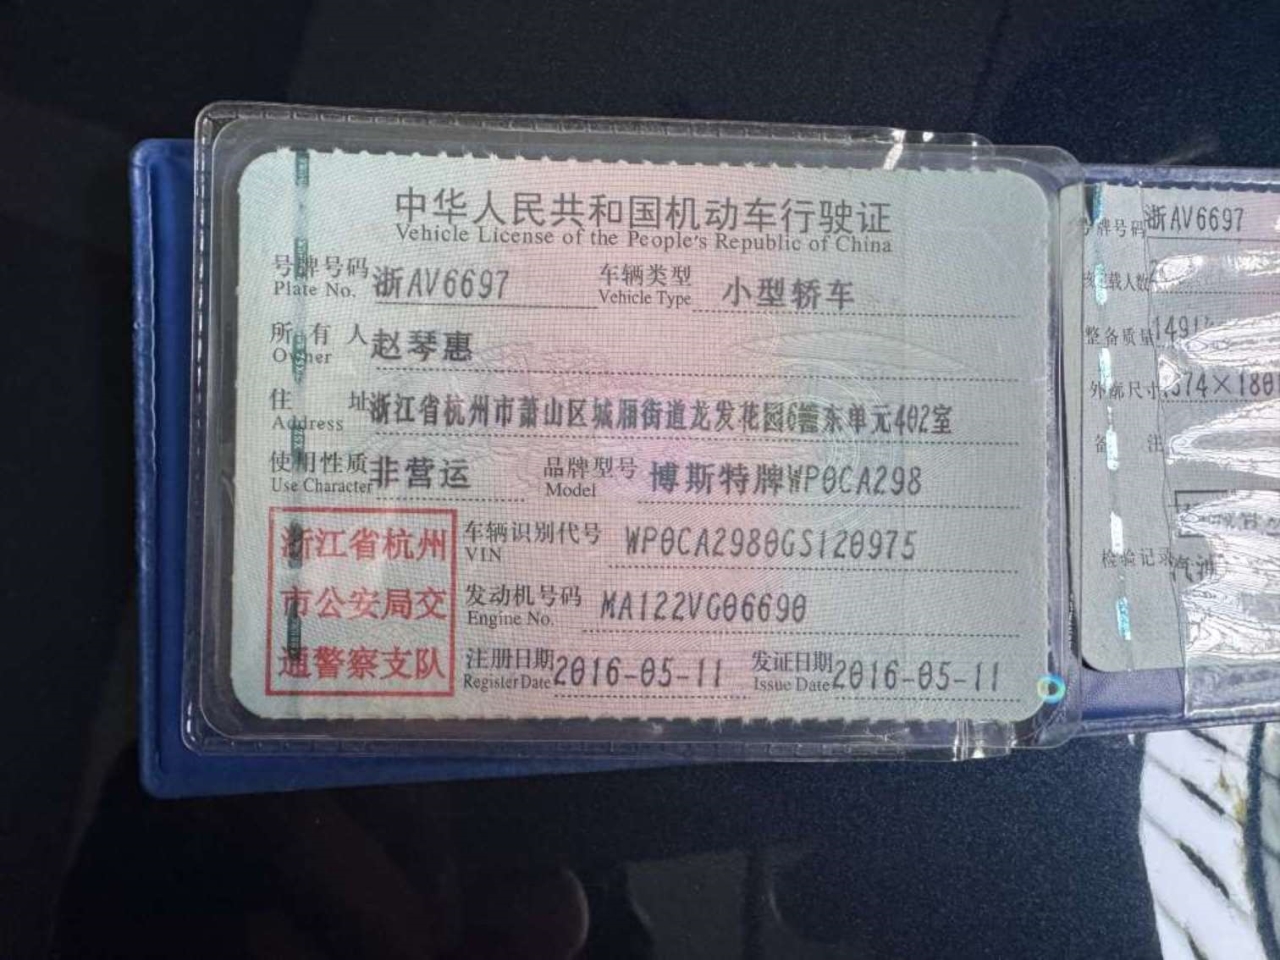 中华人民共和国机动车行驶证
Vehicle License of the People's Republic of China
号牌号码 浙AV6697 车辆类型 小型轿车
Plate No. Vehicle Type
所有人 赵琴惠
Owner
住址 浙江省杭州市萧山区城厢街道龙发花园6幢东单元402室
Address
使用性质 非营运 品牌型号 博斯特牌WP0CA298
Use Character Model
浙江省杭州
市公安局交
通警察支队
车辆识别代号 WP0CA2980GS120975
VIN
发动机号码 MA122VG06690
Engine No.
注册日期 2016-05-11 发证日期 2016-05-11
Register Date Issue Date
号牌号码 浙AV6697
载人数
整备质量 1491
外廓尺寸 574×180
备注
检验记录